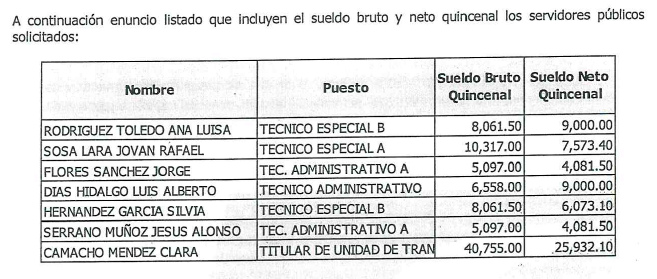 A continuación enuncio listado que incluyen el sueldo bruto y neto quincenal los servidores públicos
solicitados:
Nombre Puesto Sueldo Bruto Quincenal Sueldo Neto Quincenal
RODRIGUEZ TOLEDO ANA LUISA TECNICO ESPECIAL B 8,061.50 9,000.00
SOSA LARA JOVAN RAFAEL TECNICO ESPECIAL A 10,317.00 7,573.40
FLORES SANCHEZ JORGE TEC. ADMINISTRATIVO A 5,097.00 4,081.50
DIAS HIDALGO LUIS ALBERTO TECNICO ADMINISTRATIVO 6,558.00 9,000.00
HERNANDEZ GARCIA SILVIA TECNICO ESPECIAL B 8,061.50 6,073.10
SERRANO MUÑOZ JESUS ALONSO TEC. ADMINISTRATIVO A 5,097.00 4,081.50
CAMACHO MENDEZ CLARA TITULAR DE UNIDAD DE TRAN 40,755.00 25,932.10